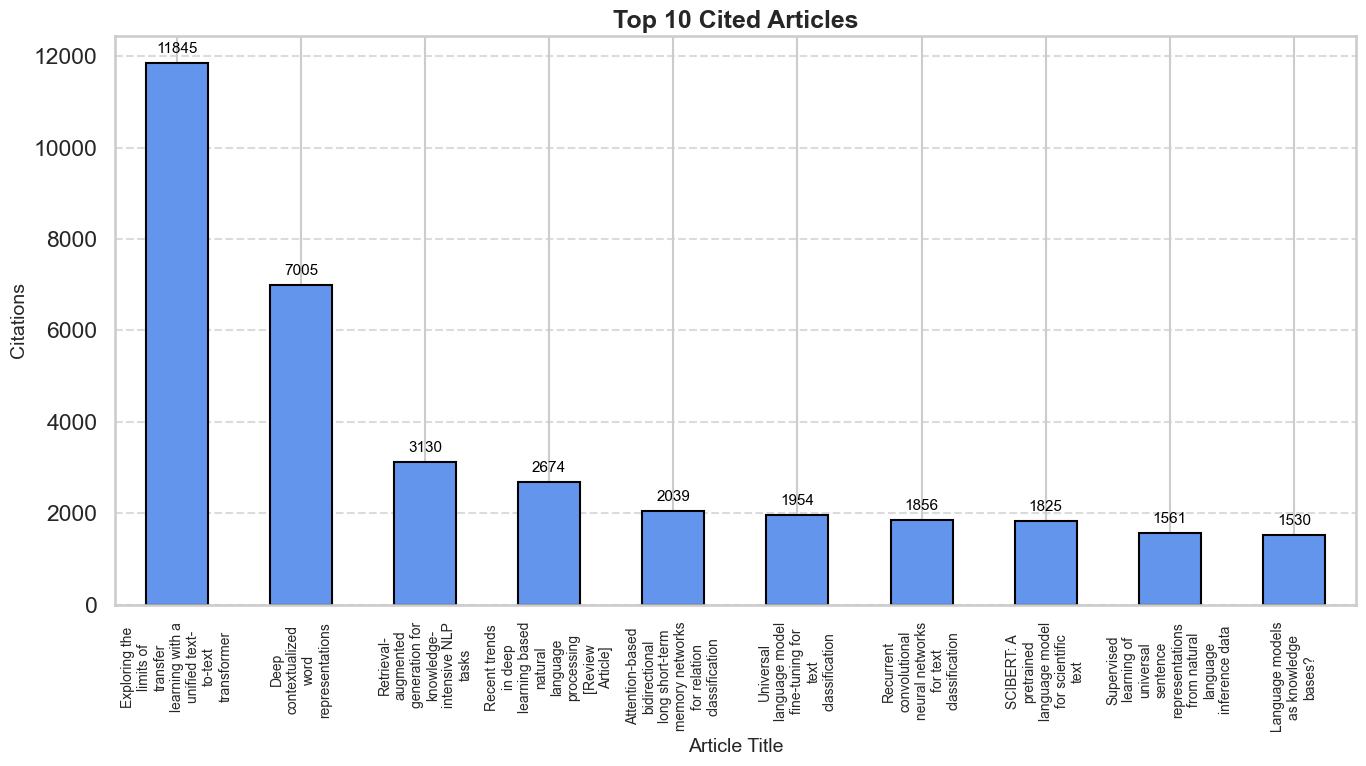 Top 10 Cited Articles
Citations
12000
10000
8000
6000
4000
2000
0
11845
7005
3130
2674
2039
1954
1856
1825
1561
1530
Exploring the
limits of
transfer
learning with a
unified text-
to-text
transformer
Deep
contextualized
word
representations
Retrieval-
augmented
generation for
knowledge-
intensive NLP
tasks
Recent trends
in deep
learning based
natural
language
processing
[Review
Article]
Attention-based
bidirectional
long short-term
memory networks
for relation
classification
Universal
language model
fine-tuning for
text
classification
Recurrent
convolutional
neural networks
for text
classification
SCIBERT: A
pretrained
language model
for scientific
text
Supervised
learning of
universal
sentence
representations
from natural
language
inference data
Language models
as knowledge
bases?
Article Title